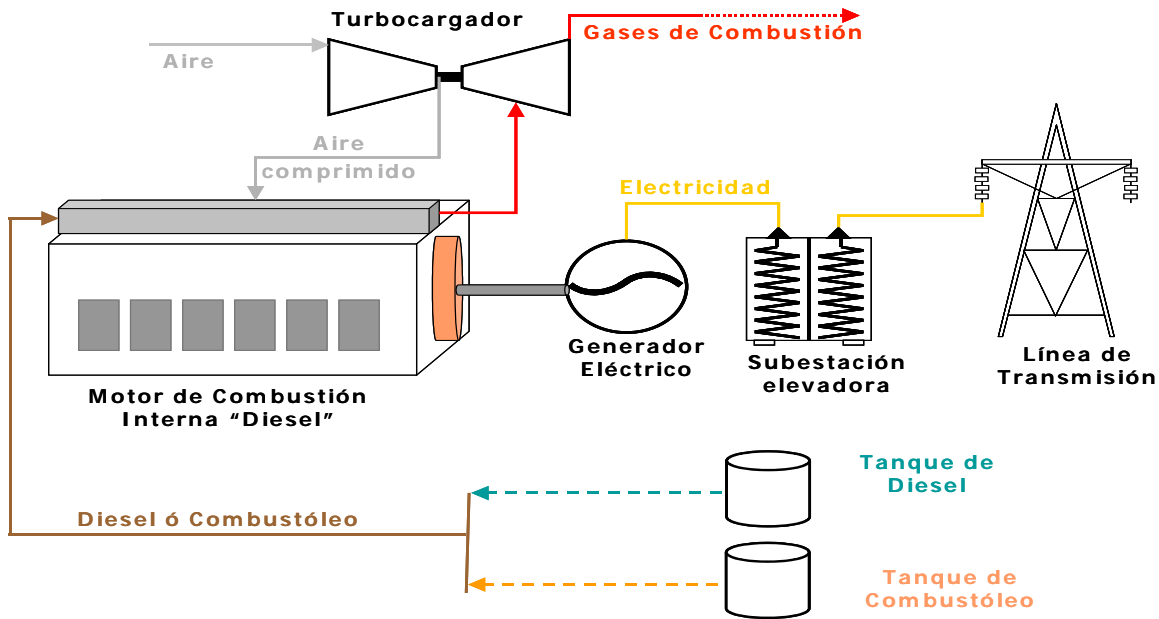 Turbocargador
Gases de Combustión
Aire
Aire
comprimido
Electricidad
Generador
Eléctrico
Subestación
elevadora
Línea de
Transmisión
Motor de Combustión
Interna “Diesel”
Tanque de
Diesel
Diesel ó Combustóleo
Tanque de
Combustóleo